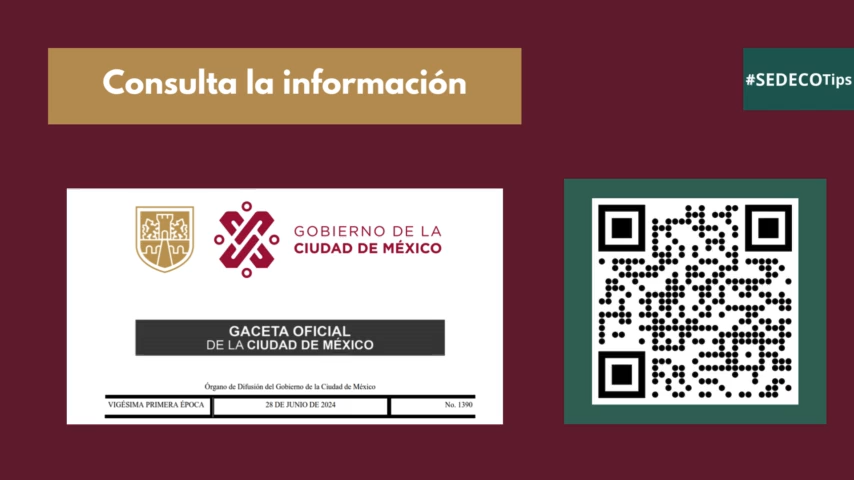 Consulta la información
#SEDECOTips
GOBIERNO DE LA
CIUDAD DE MÉXICO
GACETA OFICIAL
DE LA CIUDAD DE MÉXICO
Órgano de Difusión del Gobierno de la Ciudad de México
VIGÉSIMA PRIMERA ÉPOCA 28 DE JUNIO DE 2024 No. 1390